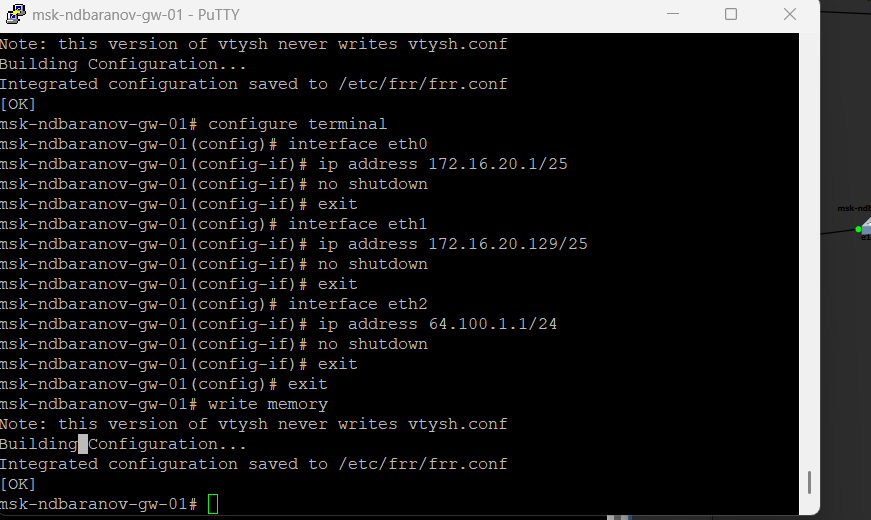 msk-ndbaranov-gw-01 - PuTTY
Note: this version of vtysh never writes vtysh.conf
Building Configuration...
Integrated configuration saved to /etc/frr/frr.conf
[OK]
msk-ndbaranov-gw-01# configure terminal
msk-ndbaranov-gw-01(config)# interface eth0
msk-ndbaranov-gw-01(config-if)# ip address 172.16.20.1/25
msk-ndbaranov-gw-01(config-if)# no shutdown
msk-ndbaranov-gw-01(config-if)# exit
msk-ndbaranov-gw-01(config)# interface eth1
msk-ndbaranov-gw-01(config-if)# ip address 172.16.20.129/25
msk-ndbaranov-gw-01(config-if)# no shutdown
msk-ndbaranov-gw-01(config-if)# exit
msk-ndbaranov-gw-01(config)# interface eth2
msk-ndbaranov-gw-01(config-if)# ip address 64.100.1.1/24
msk-ndbaranov-gw-01(config-if)# no shutdown
msk-ndbaranov-gw-01(config-if)# exit
msk-ndbaranov-gw-01(config)# exit
msk-ndbaranov-gw-01# write memory
Note: this version of vtysh never writes vtysh.conf
Building Configuration...
Integrated configuration saved to /etc/frr/frr.conf
[OK]
msk-ndbaranov-gw-01#
msk-ndb